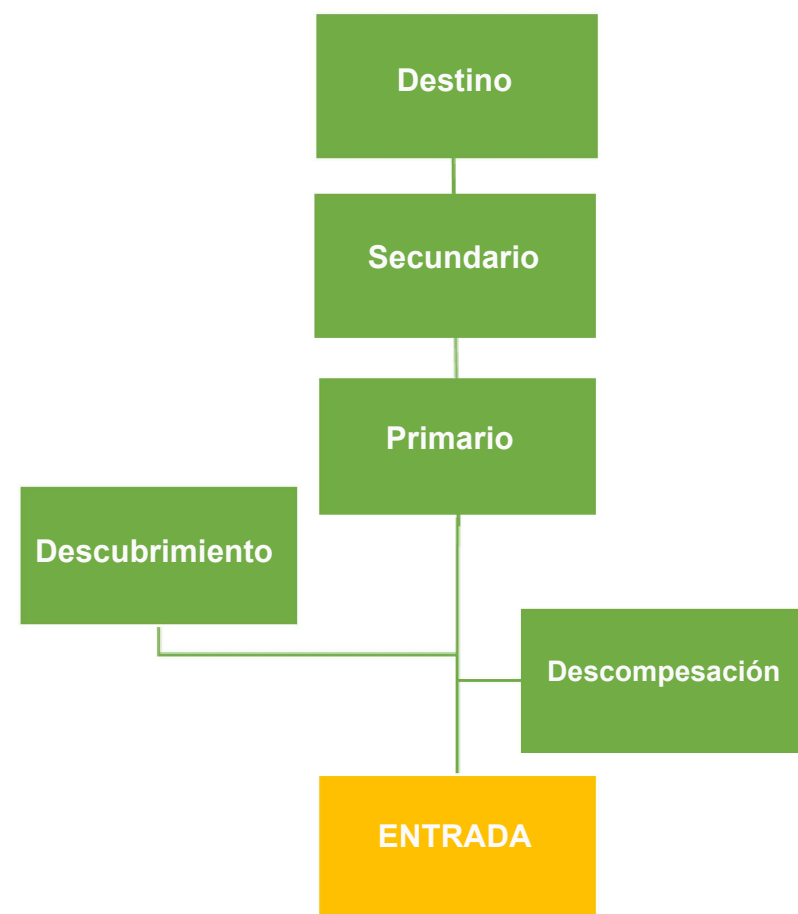 Destino
Secundario
Primario
Descubrimiento
Descompesación
ENTRADA